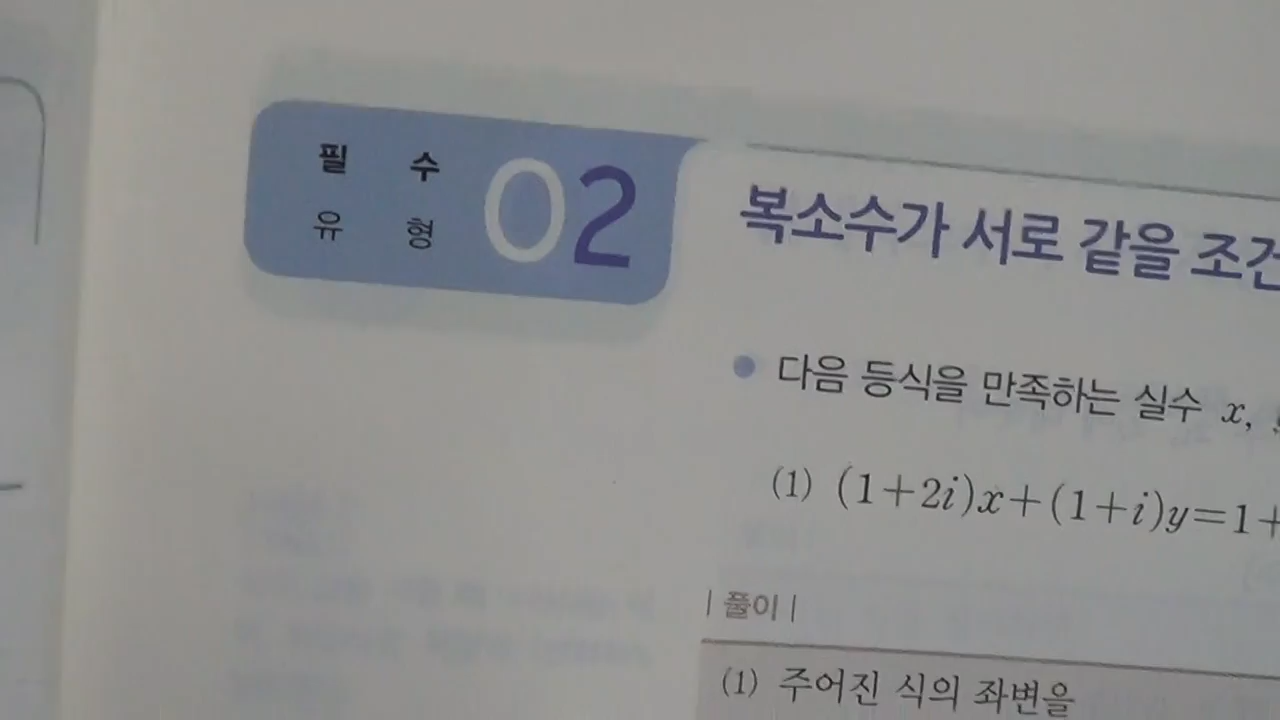 필 수
유 형 02
복소수가 서로 같을 조건
다음 등식을 만족하는 실수 x,
(1) (1+2i)x+(1+i)y=1+
| 풀이 |
(1) 주어진 식의 좌변을